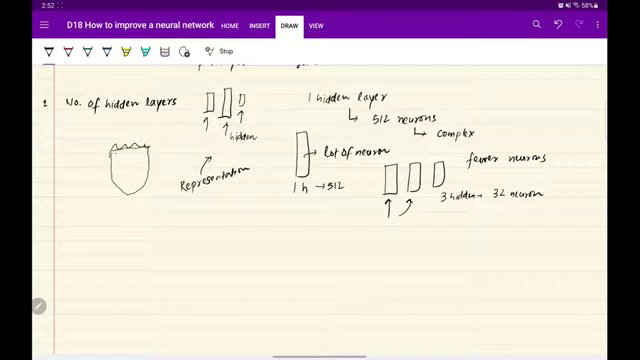 2:52
58%
D18 How to improve a neural network
HOME
INSERT
DRAW
VIEW
Stop
1 No. of hidden layers
hidden
Representation
1 hidden layer
512 neurons
complex
lot of neuron
1 h → 512
fewer neurons
3 hidden → 32 neuron